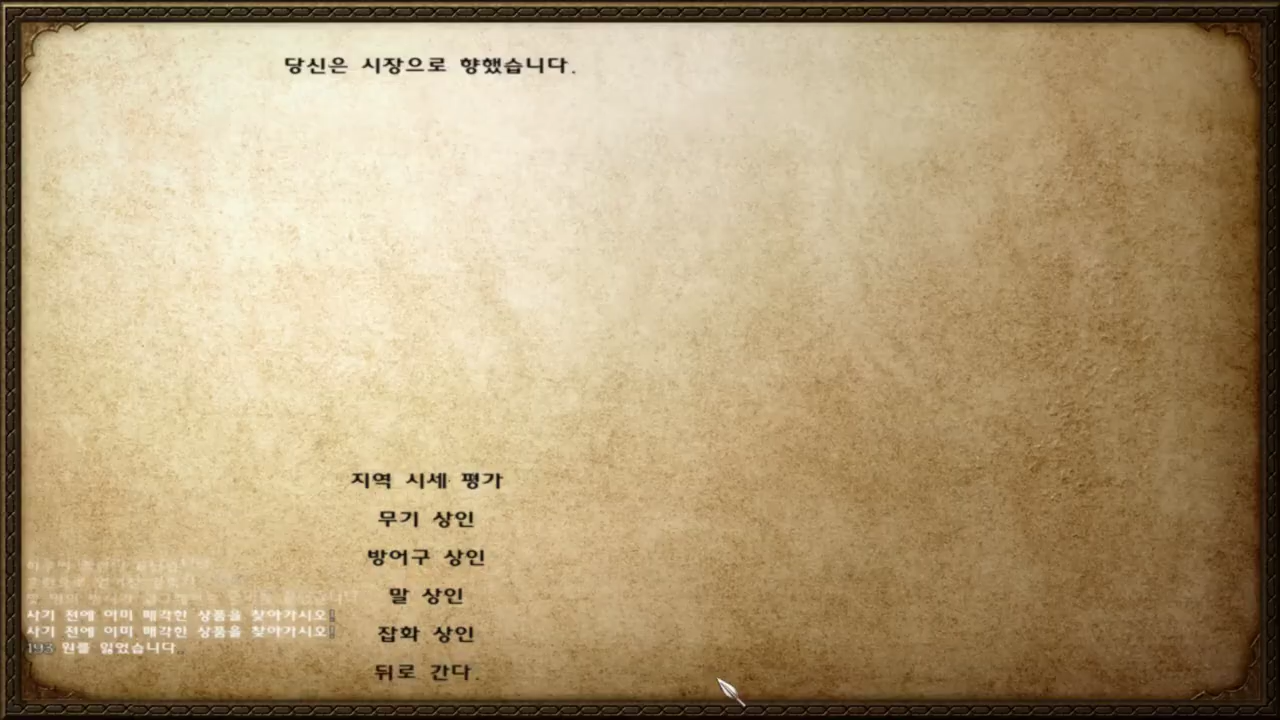 당신은 시장으로 향했습니다.
지역 시세 평가
무기 상인
방어구 상인
말 상인
잡화 상인
뒤로 간다.
사기 전에 이미 매각한 상품을 찾아가시오
사기 전에 이미 매각한 상품을 찾아가시오
193 원를 잃었습니다.